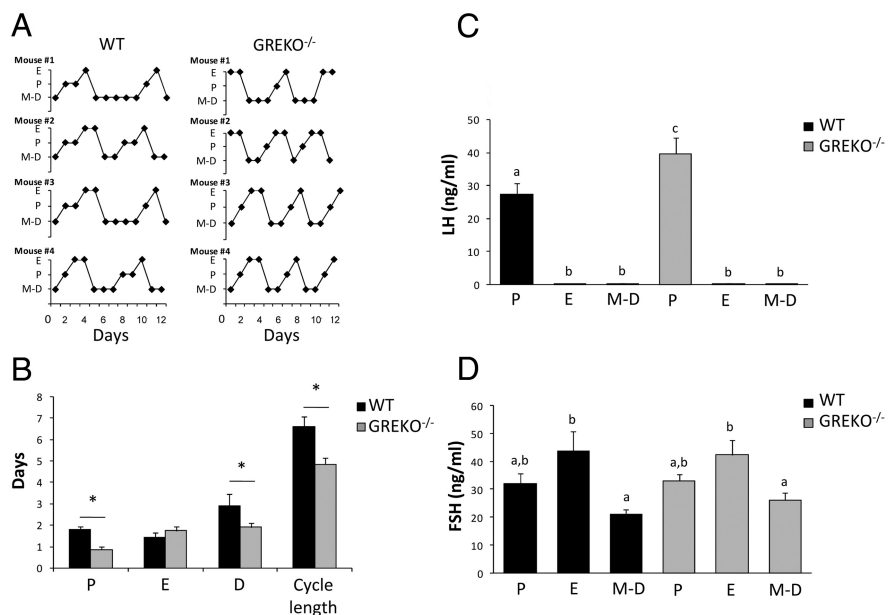 A
WT
GREKO-/-
Mouse #1
E
P
M-D
Mouse #2
E
P
M-D
Mouse #3
E
P
M-D
Mouse #4
E
P
M-D
0 2 4 6 8 10 12
Days
Mouse #1
E
P
M-D
Mouse #2
E
P
M-D
Mouse #3
E
P
M-D
Mouse #4
E
P
M-D
0 2 4 6 8 10 12
Days
B
Days
8
7
6
5
4
3
2
1
0
*
*
*
P E D Cycle
length
WT
GREKO-/-
C
LH (ng/ml)
50
40
30
20
10
0
a b b c b b
P E M-D P E M-D
WT
GREKO-/-
D
FSH (ng/ml)
60
50
40
30
20
10
0
a,b b a a,b b a
P E M-D P E M-D
WT
GREKO-/-